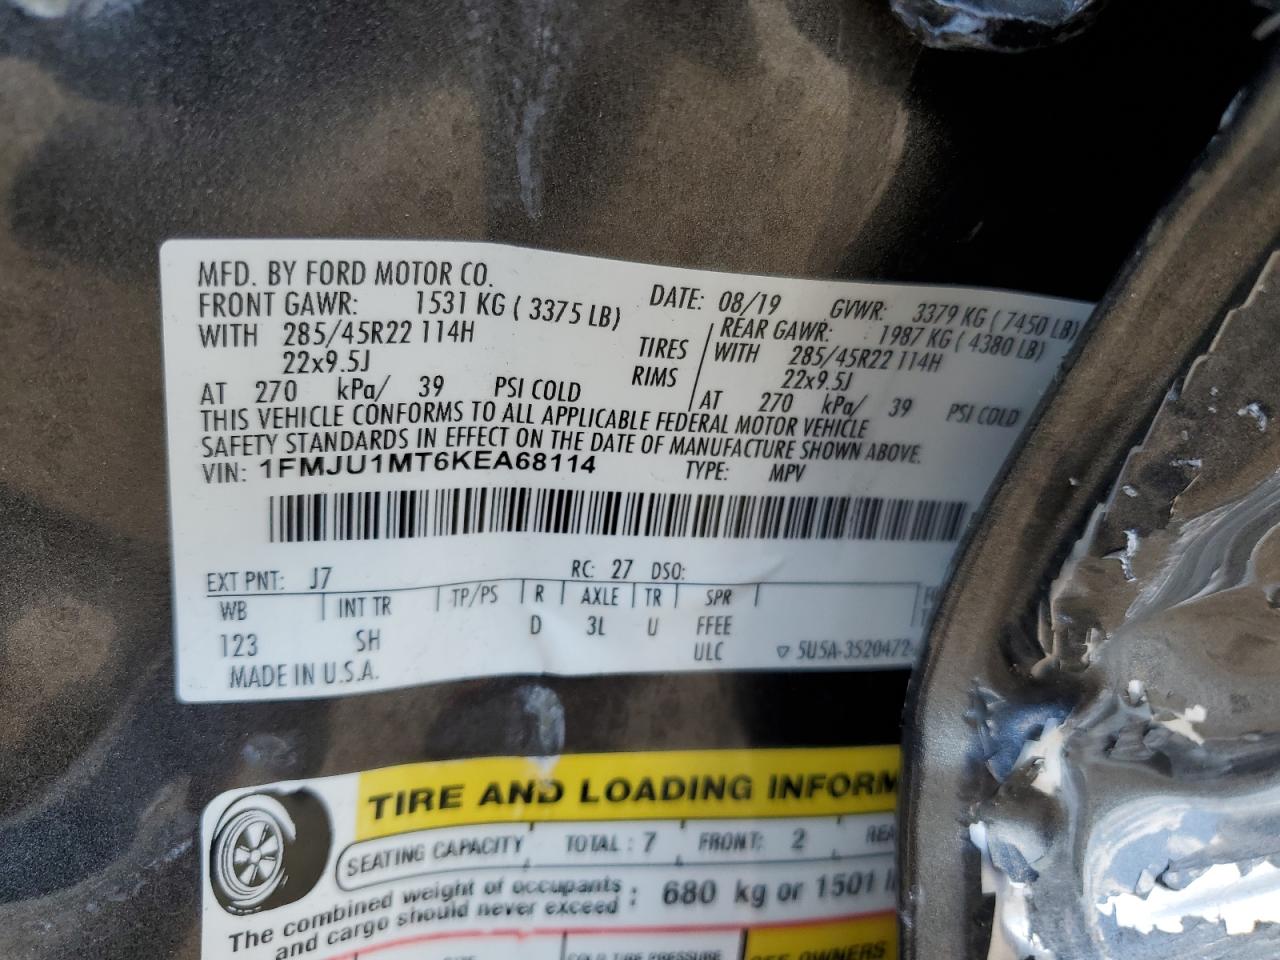 MFD. BY FORD MOTOR CO.
DATE: 08/19 GVWR: 3379 KG ( 7450 LB)
FRONT GAWR: 1531 KG ( 3375 LB) REAR GAWR: 1987 KG ( 4380 LB)
WITH 285/45R22 114H TIRES WITH 285/45R22 114H
22x9.5J RIMS 22x9.5J
AT 270 kPa/ 39 PSI COLD AT 270 kPa/ 39 PSI COLD
THIS VEHICLE CONFORMS TO ALL APPLICABLE FEDERAL MOTOR VEHICLE
SAFETY STANDARDS IN EFFECT ON THE DATE OF MANUFACTURE SHOWN ABOVE.
VIN: 1FMJU1MT6KEA68114 TYPE: MPV
EXT PNT: J7 RC: 27 DSO:
WB INT TR TP/PS R AXLE TR SPR
123 SH D 3L U FFEE
ULC ▽ 5U5A-3520472-
MADE IN U.S.A.
TIRE AND LOADING INFORM
SEATING CAPACITY TOTAL : 7 FRONT: 2 REA
The combined weight of occupants : 680 kg or 1501 l
and cargo should never exceed :
SEE OWNERS